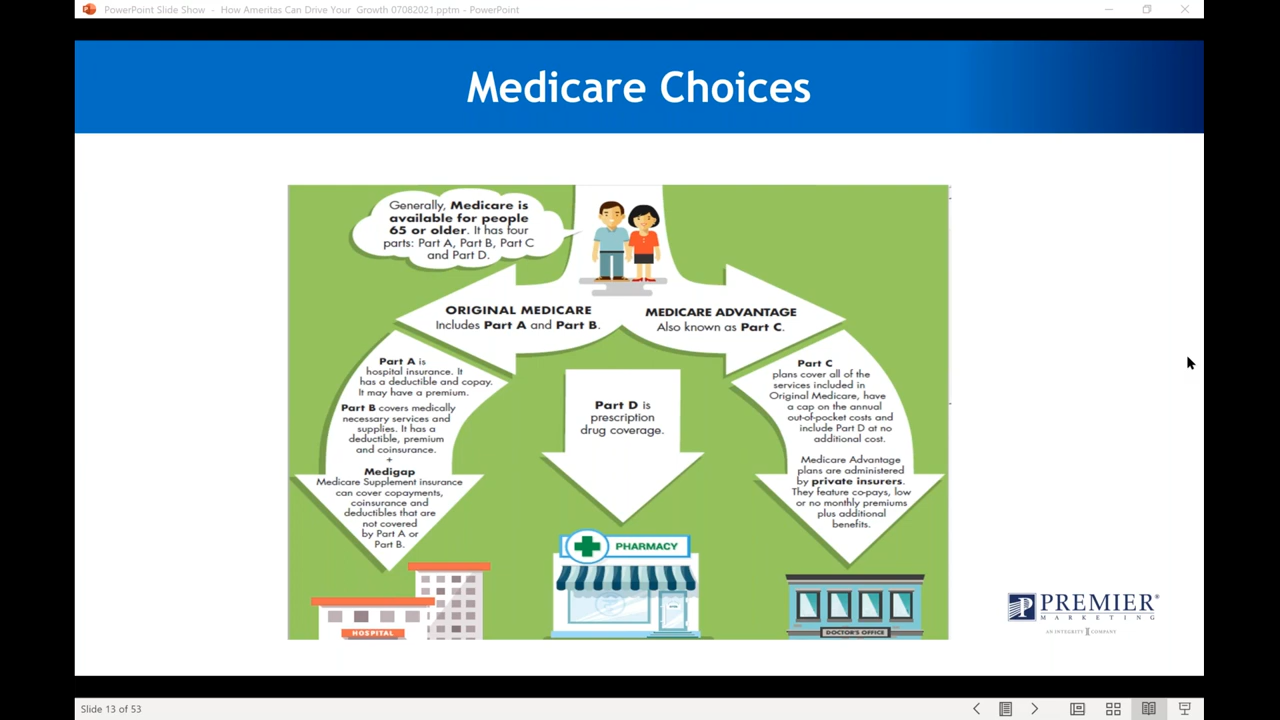 PowerPoint Slide Show - How Ameritas Can Drive Your Growth 07082021.pptm - PowerPoint
Medicare Choices
Generally, Medicare is
available for people
65 or older. It has four
parts: Part A, Part B, Part C
and Part D.
ORIGINAL MEDICARE
Includes Part A and Part B.
MEDICARE ADVANTAGE
Also known as Part C.
Part A is
hospital insurance. It
has a deductible and copay.
It may have a premium.
Part B covers medically
necessary services and
supplies. It has a
deductible, premium
and coinsurance.
+
Medigap
Medicare Supplement insurance
can cover copayments,
coinsurance and
deductibles that are
not covered
by Part A or
Part B.
Part D is
prescription
drug coverage.
Part C
plans cover all of the
services included in
Original Medicare, have
a cap on the annual
out-of-pocket costs and
include Part D at no
additional cost.
Medicare Advantage
plans are administered
by private insurers.
They feature co-pays, low
or no monthly premiums
plus additional
benefits.
HOSPITAL
PHARMACY
DOCTOR'S OFFICE
PREMIER®
MARKETING
AN INTEGRITY COMPANY
Slide 13 of 53